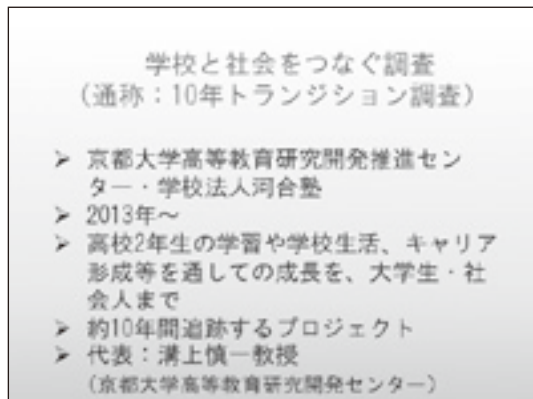 学校と社会をつなぐ調査
(通称:10年トランジション調査)
➤ 京都大学高等教育研究開発推進セン
ター・学校法人河合塾
➤ 2013年~
➤ 高校2年生の学習や学校生活、キャリア
形成等を通しての成長を、大学生・社
会人まで
➤ 約10年間追跡するプロジェクト
➤ 代表:溝上慎一教授
(京都大学高等教育研究開発センター)